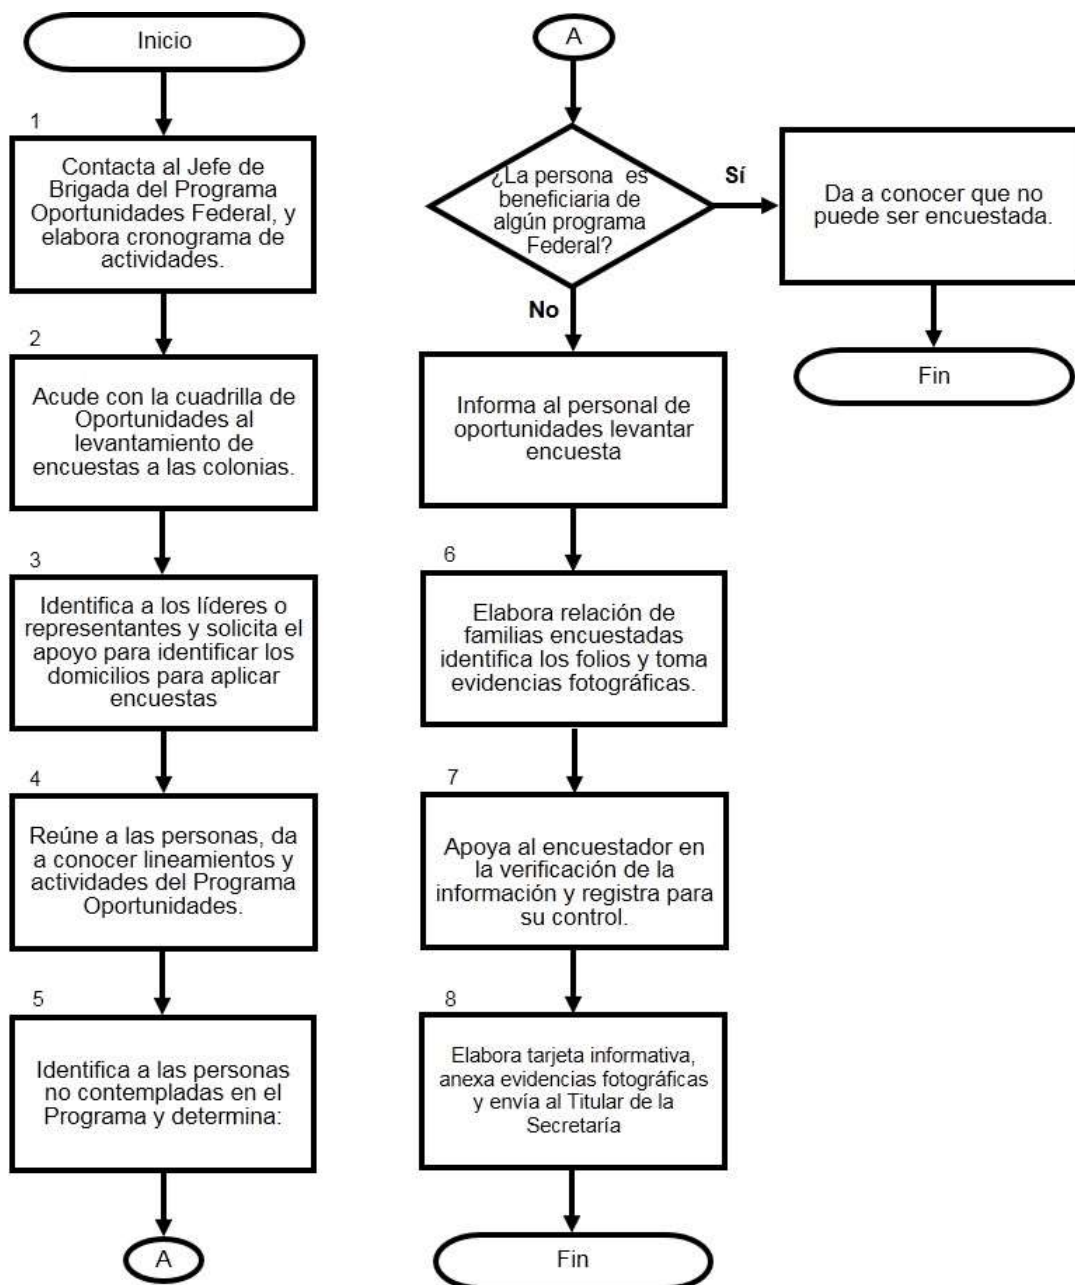 Inicio
1
Contacta al Jefe de
Brigada del Programa
Oportunidades Federal, y
elabora cronograma de
actividades.
2
Acude con la cuadrilla de
Oportunidades al
levantamiento de
encuestas a las colonias.
3
Identifica a los líderes o
representantes y solicita el
apoyo para identificar los
domicilios para aplicar
encuestas
4
Reúne a las personas, da
a conocer lineamientos y
actividades del Programa
Oportunidades.
5
Identifica a las personas
no contempladas en el
Programa y determina:
A
A
¿La persona es
beneficiaria de
algún programa
Federal?
Sí
Da a conocer que no
puede ser encuestada.
Fin
No
Informa al personal de
oportunidades levantar
encuesta
6
Elabora relación de
familias encuestadas
identifica los folios y toma
evidencias fotográficas.
7
Apoya al encuestador en
la verificación de la
información y registra para
su control.
8
Elabora tarjeta informativa,
anexa evidencias fotográficas
y envía al Titular de la
Secretaría
Fin